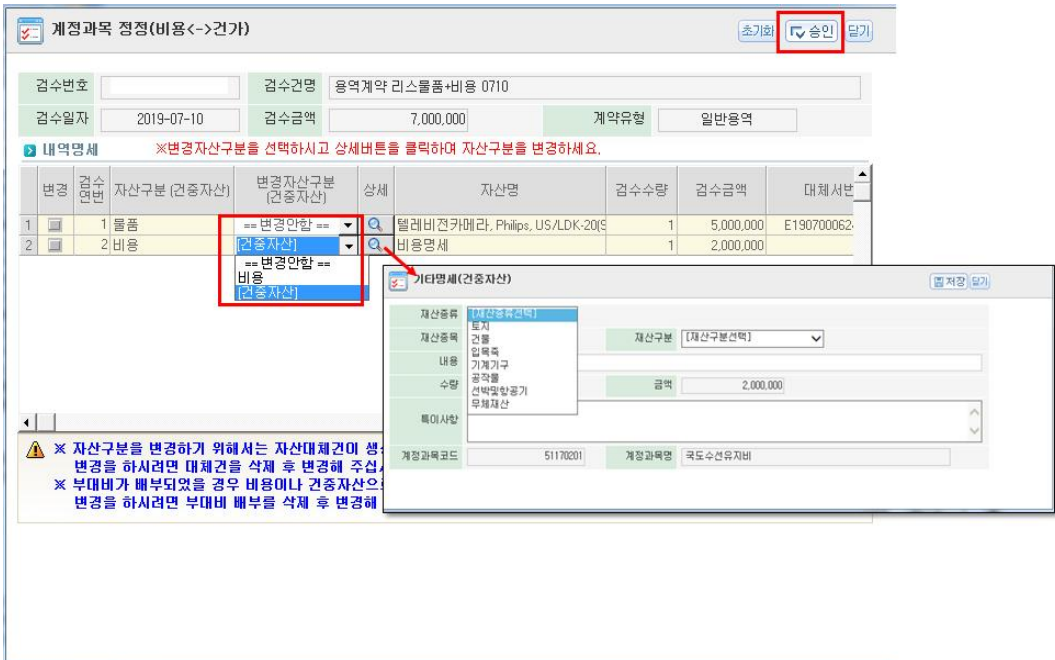 계정과목 정정(비용<->건가)
초기화 승인 닫기
검수번호 검수건명 용역계약 리스물품+비용 0710
검수일자 2019-07-10 검수금액 7,000,000 계약유형 일반용역
내역명세 ※변경자산구분을 선택하시고 상세버튼을 클릭하여 자산구분을 변경하세요.
변경 검수연번 자산구분 (건중자산) 변경자산구분 (건중자산) 상세 자산명 검수수량 검수금액 대체서번
1 1 물품 == 변경안함 == 텔레비전카메라, Philips, US/LDK-20(S 1 5,000,000 E190700062
2 2 비용 [건중자산] 비용명세 1 2,000,000
== 변경안함 ==
비용
[건중자산]
기타명세(건중자산) 저장 닫기
재산종류 [재산종류선택]
토지
재산종목 건물 재산구분 [재산구분선택]
입목죽
내용 기계기구
공작물
수량 선박및항공기 금액 2,000,000
무체재산
특이사항
계정과목코드 51170201 계정과목명 국도수선유지비
※ 자산구분을 변경하기 위해서는 자산대체건이 생
변경을 하시려면 대체건을 삭제 후 변경해 주십
※ 부대비가 배부되었을 경우 비용이나 건중자산으
변경을 하시려면 부대비 배부를 삭제 후 변경해